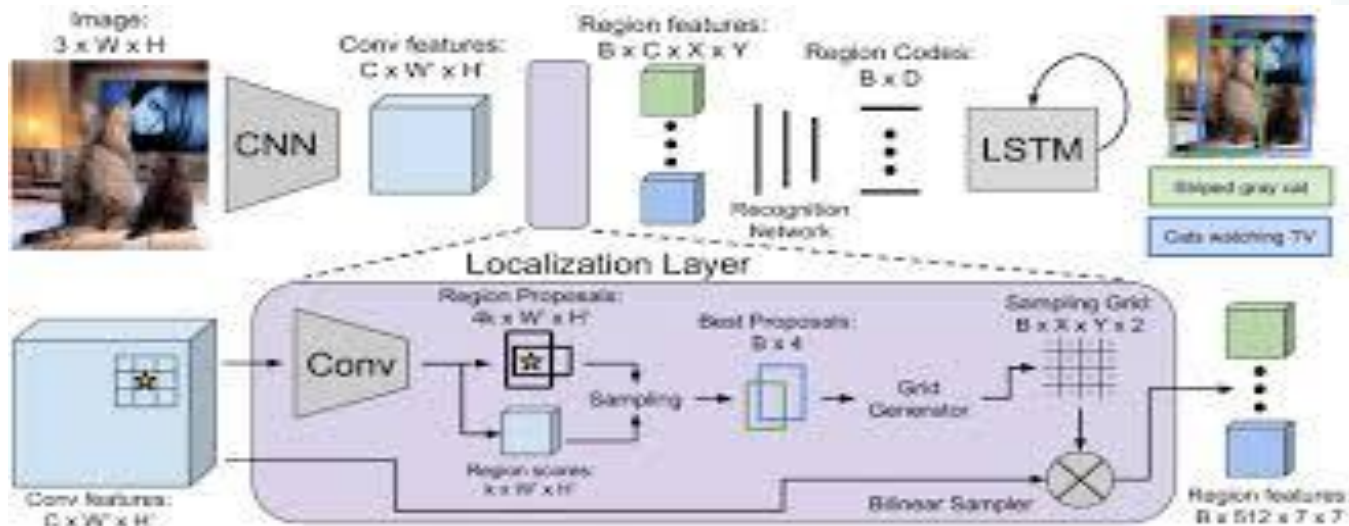 Image:
3 x W x H
Conv features:
C x W' x H'
Region features:
B x C x X x Y
Region Codes:
B x D
CNN
LSTM
Recognition
Network
Striped gray cat
Cats watching TV
Localization Layer
Region Proposals:
4k x W' x H'
Best Proposals:
B x 4
Sampling Grid:
B x X x Y x 2
Conv
Sampling
Grid
Generator
Region scores:
k x W' x H'
Bilinear Sampler
Conv features:
C x W' x H'
Region features:
B x 512 x 7 x 7